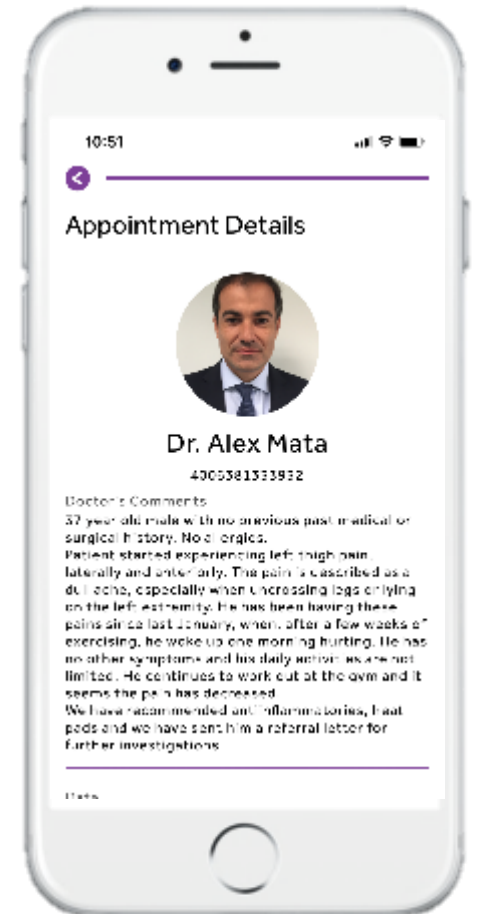 10:51
Appointment Details
Dr. Alex Mata
Doctor's Comments
37 year old male with no previous past medical or
surgical history. No allergies.
Patient started experiencing left thigh pain,
laterally and anteriorly. The pain is described as a
dull ache, especially when uncrossing legs or lying
on the left extremity. He has been having these
pains since last January, when, after a few weeks of
exercising, he woke up one morning hurting. He has
no other symptoms and his daily activities are not
limited. He continues to work out at the gym and it
seems the pain has decreased
We have recommended antiinflammatories, heat
pads and we have sent him a referral letter for
further investigations